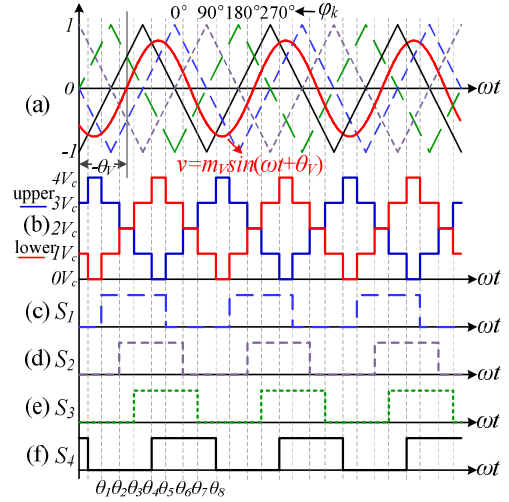 0° 90° 180° 270° ← φk
1
0
-1
(a)
ωt
-θV
v=mVsin(ωt+θV)
4Vc
upper 3Vc
(b) 2Vc
lower 1Vc
0Vc
ωt
(c) S1
ωt
(d) S2
ωt
(e) S3
ωt
(f) S4
ωt
θ1θ2θ3θ4θ5θ6θ7θ8